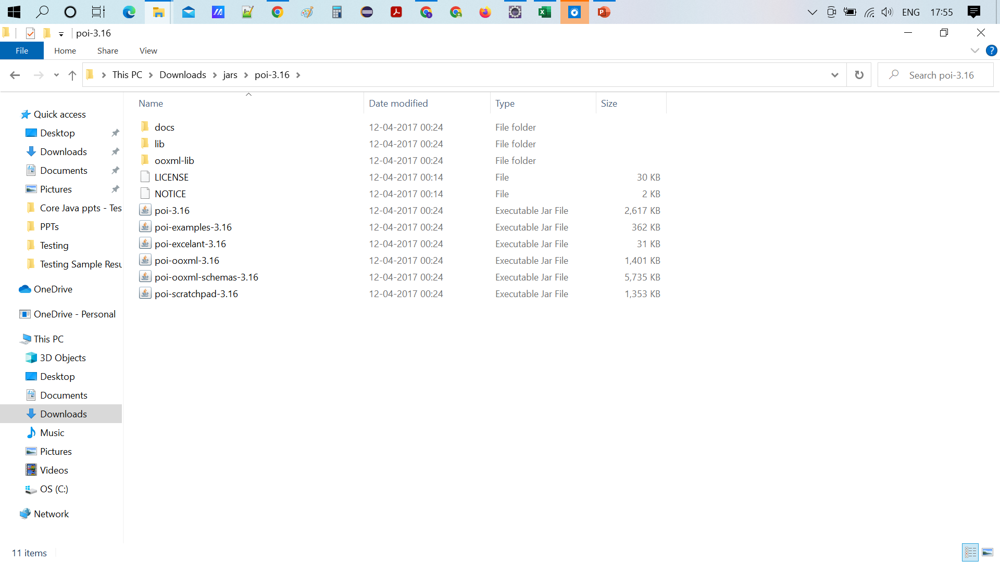 ENG 17:55
poi-3.16
File Home Share View
This PC Downloads jars poi-3.16 Search poi-3.16
Name Date modified Type Size
Quick access
Desktop
Downloads
Documents
Pictures
Core Java ppts - Tes
PPTs
Testing
Testing Sample Resu
OneDrive
OneDrive - Personal
This PC
3D Objects
Desktop
Documents
Downloads
Music
Pictures
Videos
OS (C:)
Network
docs 12-04-2017 00:24 File folder
lib 12-04-2017 00:24 File folder
ooxml-lib 12-04-2017 00:24 File folder
LICENSE 12-04-2017 00:14 File 30 KB
NOTICE 12-04-2017 00:14 File 2 KB
poi-3.16 12-04-2017 00:24 Executable Jar File 2,617 KB
poi-examples-3.16 12-04-2017 00:24 Executable Jar File 362 KB
poi-excelant-3.16 12-04-2017 00:24 Executable Jar File 31 KB
poi-ooxml-3.16 12-04-2017 00:24 Executable Jar File 1,401 KB
poi-ooxml-schemas-3.16 12-04-2017 00:24 Executable Jar File 5,735 KB
poi-scratchpad-3.16 12-04-2017 00:24 Executable Jar File 1,353 KB
11 items